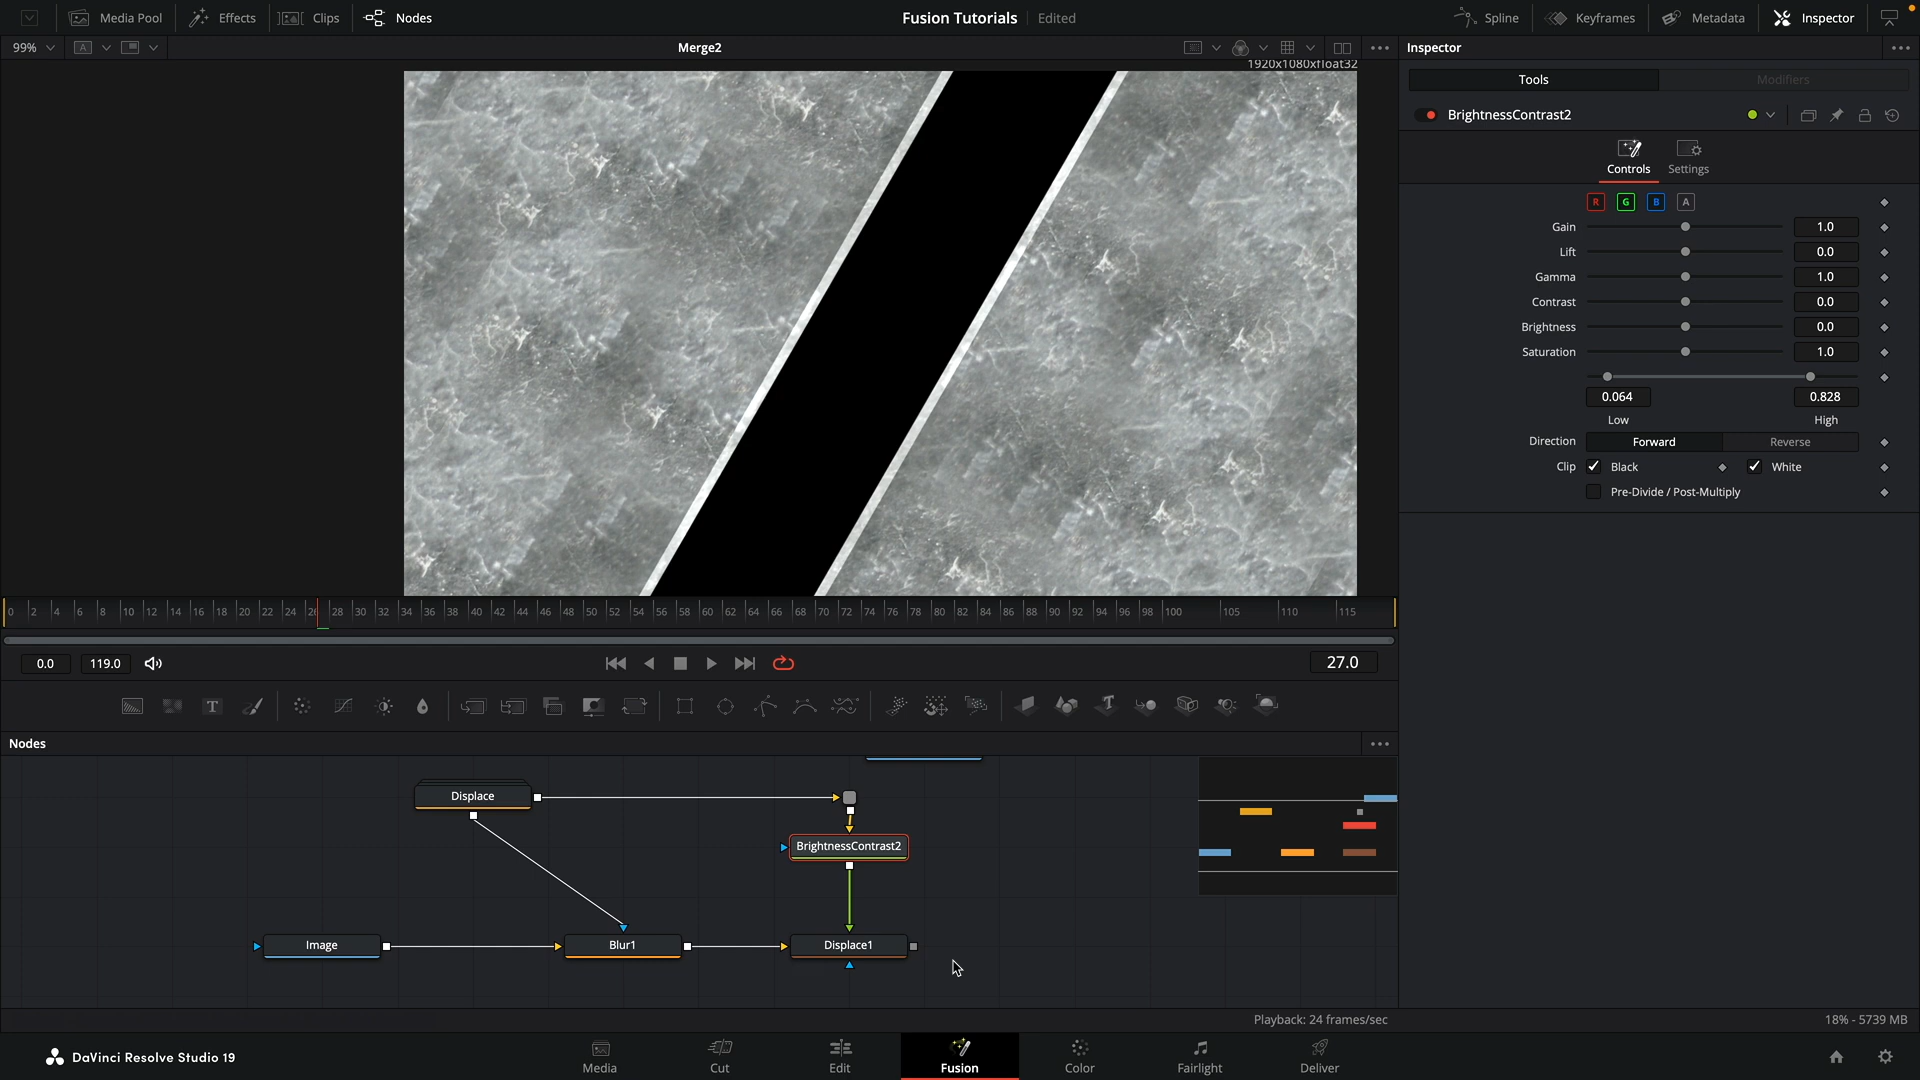 Media Pool
Effects
Clips
Nodes
Fusion Tutorials
Edited
Spline
Keyframes
Metadata
Inspector
99%
A
Merge2
Inspector
1920x1080xfloat32
Tools
Modifiers
BrightnessContrast2
Controls
Settings
R
G
B
A
Gain
1.0
Lift
0.0
Gamma
1.0
Contrast
0.0
Brightness
0.0
Saturation
1.0
0.064
0.828
Low
High
Direction
Forward
Reverse
Clip
Black
White
Pre-Divide / Post-Multiply
0 2 4 6 8 10 12 14 16 18 20 22 24 26 28 30 32 34 36 38 40 42 44 46 48 50 52 54 56 58 60 62 64 66 68 70 72 74 76 78 80 82 84 86 88 90 92 94 96 98 100 105 110 115
0.0
119.0
27.0
T
T
Nodes
Displace
BrightnessContrast2
Image
Blur1
Displace1
Playback: 24 frames/sec
18% - 5739 MB
DaVinci Resolve Studio 19
Media
Cut
Edit
Fusion
Color
Fairlight
Deliver